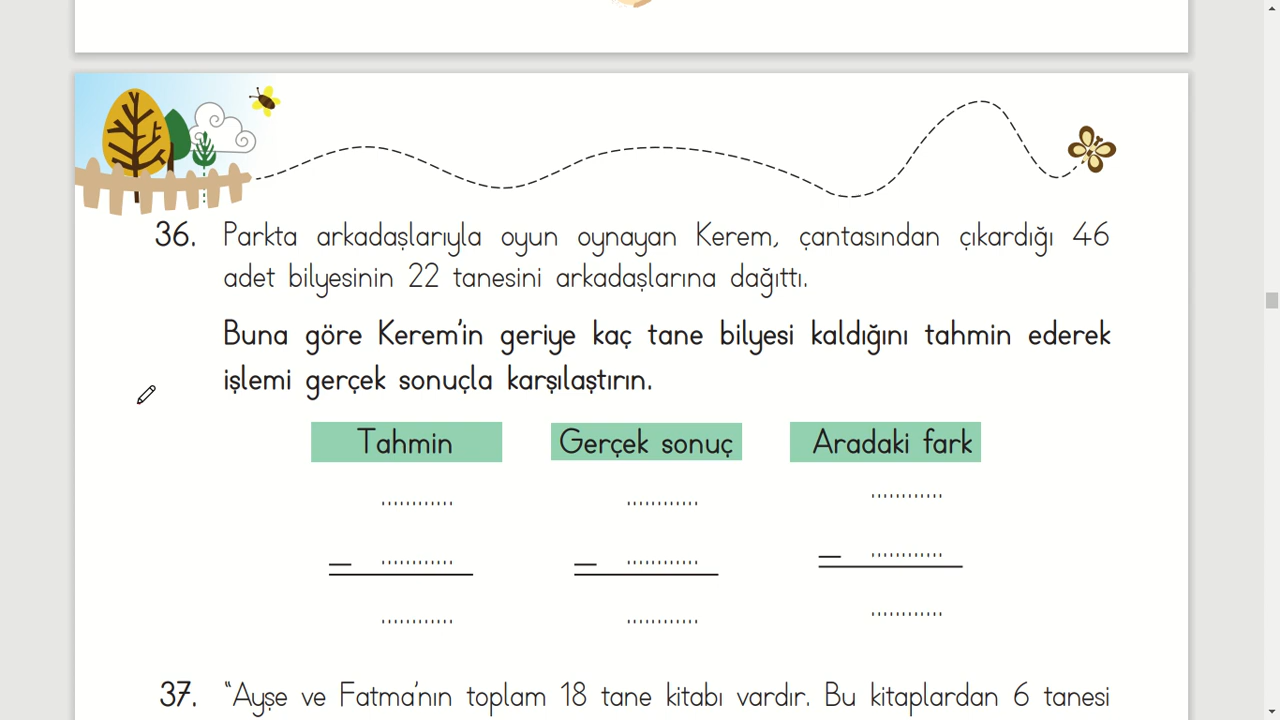 36. Parkta arkadaşlarıyla oyun oynayan Kerem, çantasından çıkardığı 46
adet bilyesinin 22 tanesini arkadaşlarına dağıttı.
Buna göre Kerem'in geriye kaç tane bilyesi kaldığını tahmin ederek
işlemi gerçek sonuçla karşılaştırın.
Tahmin Gerçek sonuç Aradaki fark
............ ............ ............
— ............ — ............ — ............
............ ............ ............
37. “Ayşe ve Fatma'nın toplam 18 tane kitabı vardır. Bu kitaplardan 6 tanesi